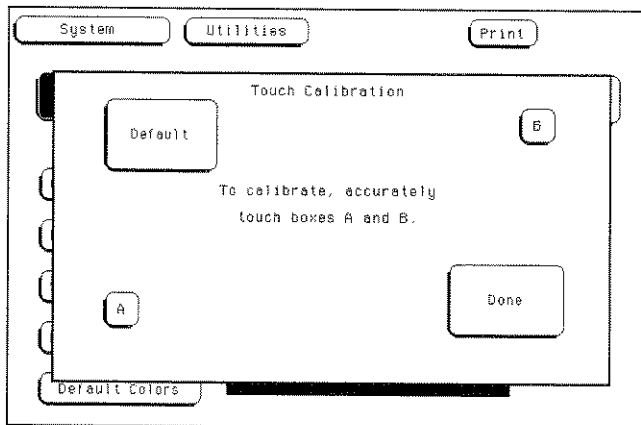 System Utilities Print
Touch Calibration
Default
B
To calibrate, accurately
touch boxes A and B.
A
Done
Default Colors